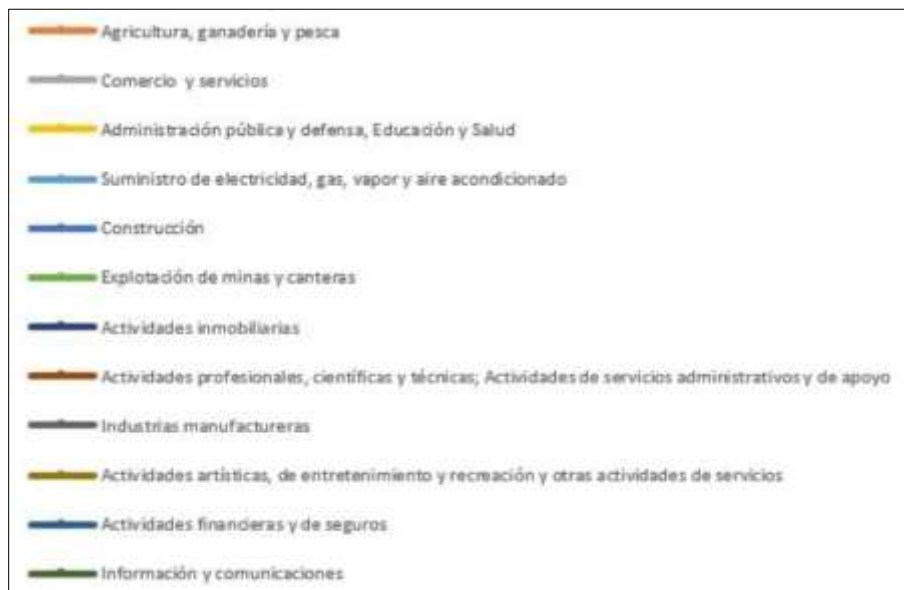 Agricultura, ganadería y pesca
Comercio y servicios
Administración pública y defensa, Educación y Salud
Suministro de electricidad, gas, vapor y aire acondicionado
Construcción
Explotación de minas y canteras
Actividades inmobiliarias
Actividades profesionales, científicas y técnicas; Actividades de servicios administrativos y de apoyo
Industrias manufactureras
Actividades artísticas, de entretenimiento y recreación y otras actividades de servicios
Actividades financieras y de seguros
Información y comunicaciones